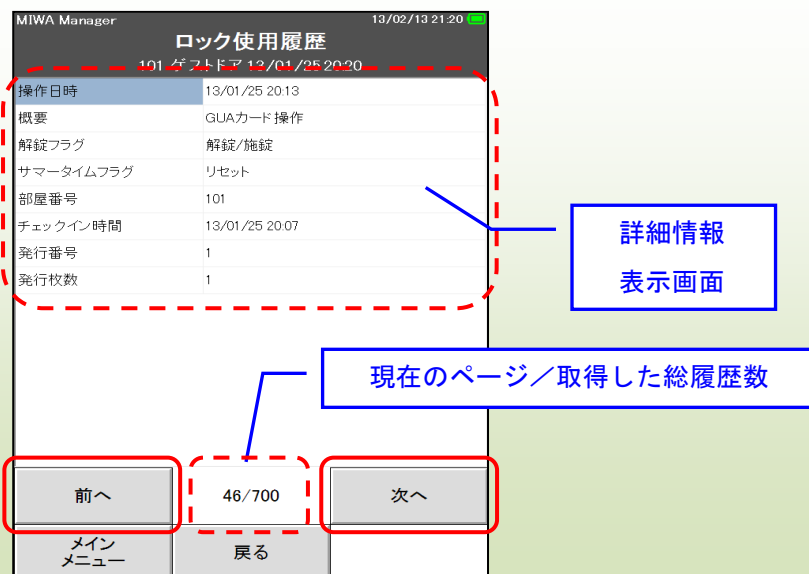 MIWA Manager 13/02/13 21:20
ロック使用履歴
101 ゲストドア 13/01/25 20:20
操作日時 13/01/25 20:13
概要 GUAカード操作
解錠フラグ 解錠/施錠
サマータイムフラグ リセット
部屋番号 101
チェックイン時間 13/01/25 20:07
発行番号 1
発行枚数 1
詳細情報
表示画面
現在のページ／取得した総履歴数
前へ 46/700 次へ
メイン
メニュー
戻る